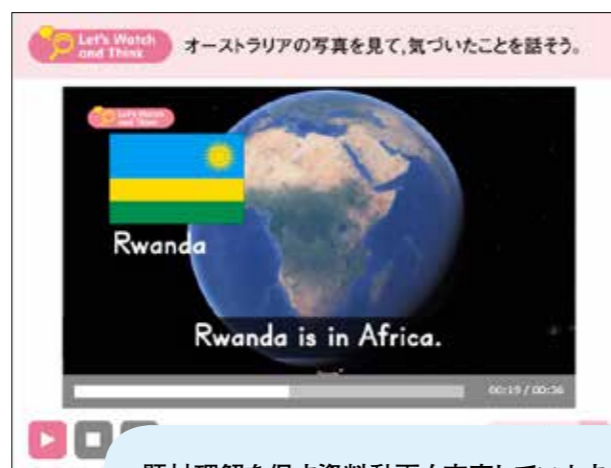 Let's Watch
and Think
オーストラリアの写真を見て,気づいたことを話そう。
Let's Watch
and Think
Rwanda
Rwanda is in Africa.
00:19 / 00:36